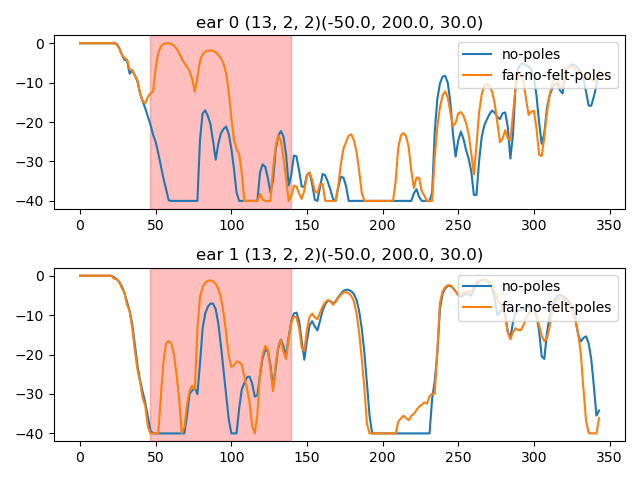 ear 0 (13, 2, 2)(-50.0, 200.0, 30.0)
0
−10
−20
−30
−40
no-poles
far-no-felt-poles
0 50 100 150 200 250 300 350
ear 1 (13, 2, 2)(-50.0, 200.0, 30.0)
0
−10
−20
−30
−40
no-poles
far-no-felt-poles
0 50 100 150 200 250 300 350